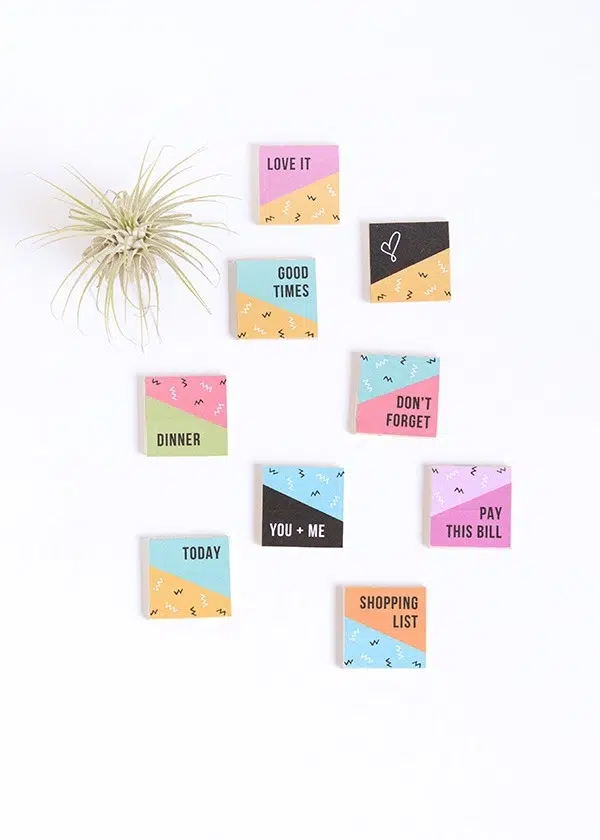 LOVE IT
GOOD
TIMES
DON'T
FORGET
DINNER
YOU + ME
PAY
THIS BILL
TODAY
SHOPPING
LIST